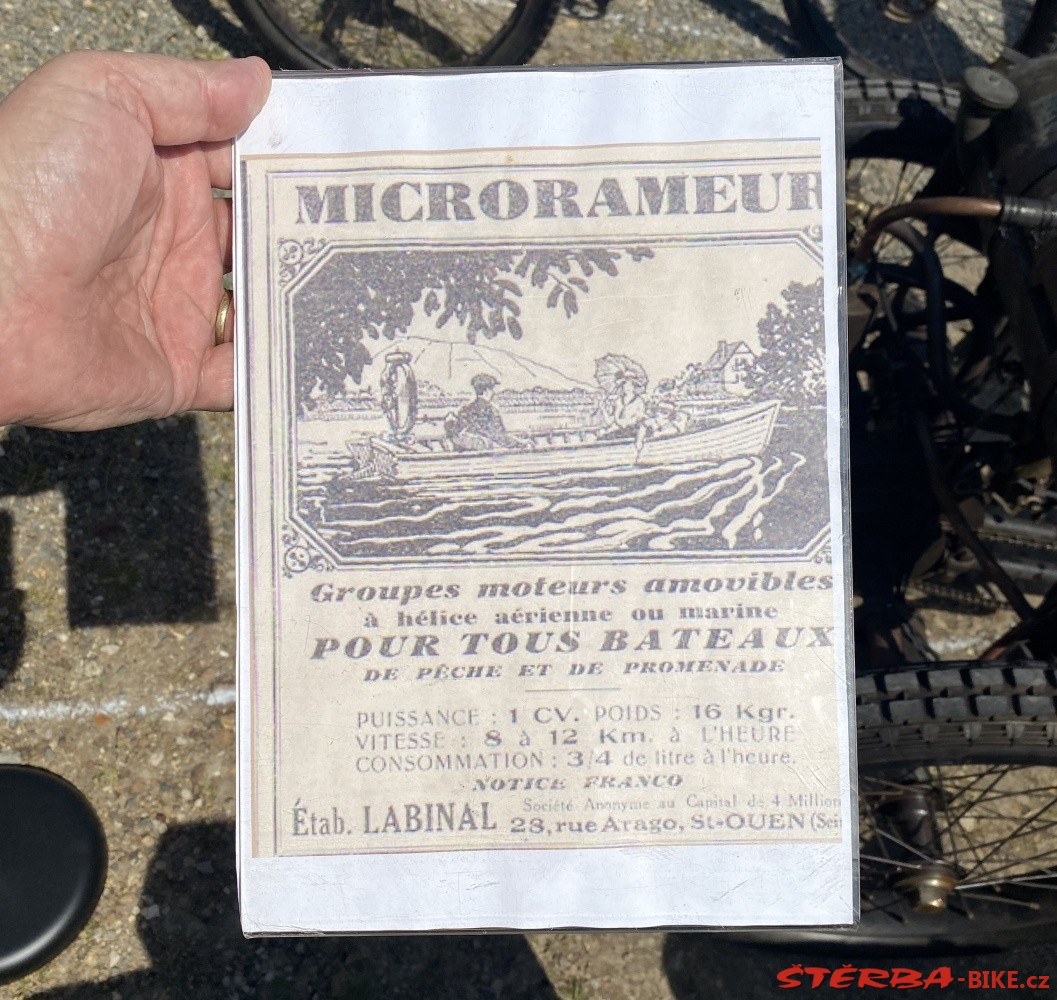 MICRORAMEUR
Groupes moteurs amovibles
à hélice aérienne ou marine
POUR TOUS BATEAUX
DE PÊCHE ET DE PROMENADE
PUISSANCE : 1 CV. POIDS : 16 Kgr.
VITESSE : 8 à 12 Km. à L'HEURE
CONSOMMATION : 3/4 de litre à l'heure.
NOTICE FRANCO
Étab. LABINAL Société Anonyme au Capital de 4 Million
28, rue Arago, St-OUEN (Sei
ŠTĚRBA-BIKE.cz